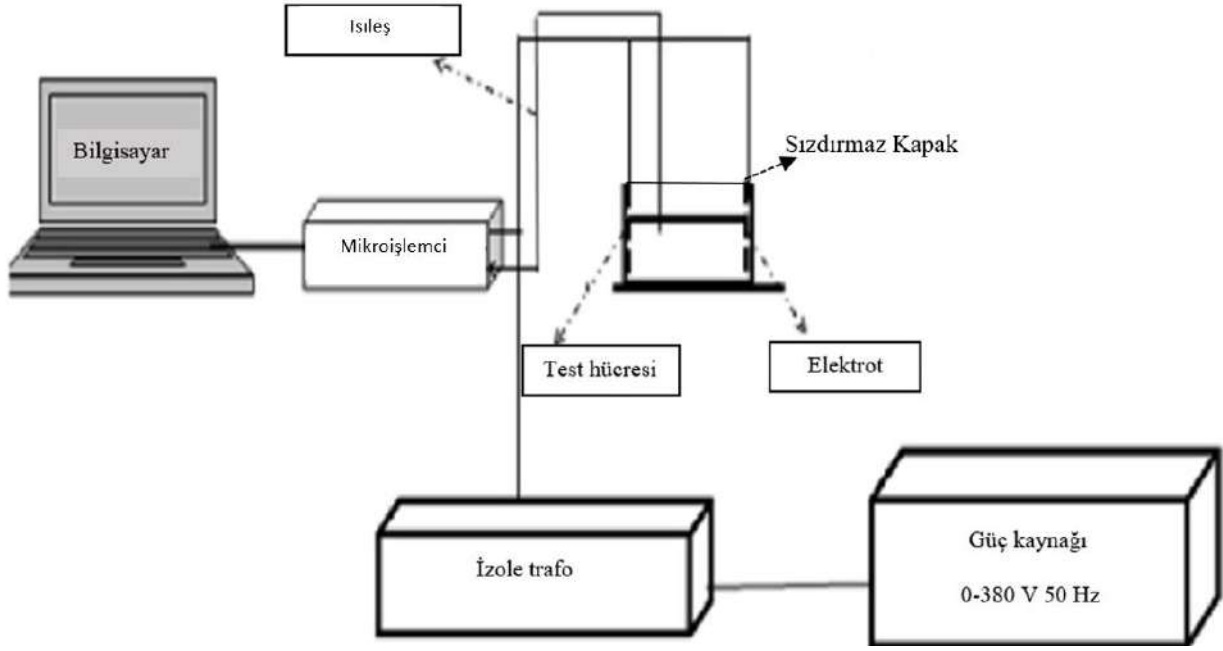 Isıleş
Bilgisayar
Sızdırmaz Kapak
Mikroişlemci
Test hücresi
Elektrot
İzole trafo
Güç kaynağı
0-380 V 50 Hz